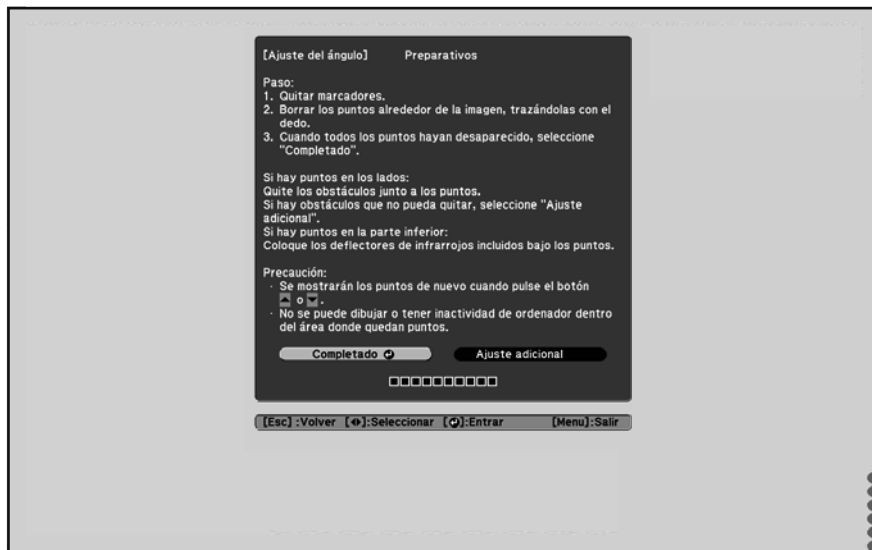 [Ajuste del ángulo] Preparativos
Paso:
1. Quitar marcadores.
2. Borrar los puntos alrededor de la imagen, trazándolas con el
dedo.
3. Cuando todos los puntos hayan desaparecido, seleccione
"Completado".
Si hay puntos en los lados:
Quite los obstáculos junto a los puntos.
Si hay obstáculos que no pueda quitar, seleccione "Ajuste
adicional".
Si hay puntos en la parte inferior:
Coloque los deflectores de infrarrojos incluidos bajo los puntos.
Precaución:
· Se mostrarán los puntos de nuevo cuando pulse el botón
▲ o ▼.
· No se puede dibujar o tener inactividad de ordenador dentro
del área donde quedan puntos.
Completado Ajuste adicional
[Esc] :Volver [◄►]:Seleccionar [↵]:Entrar [Menu]:Salir